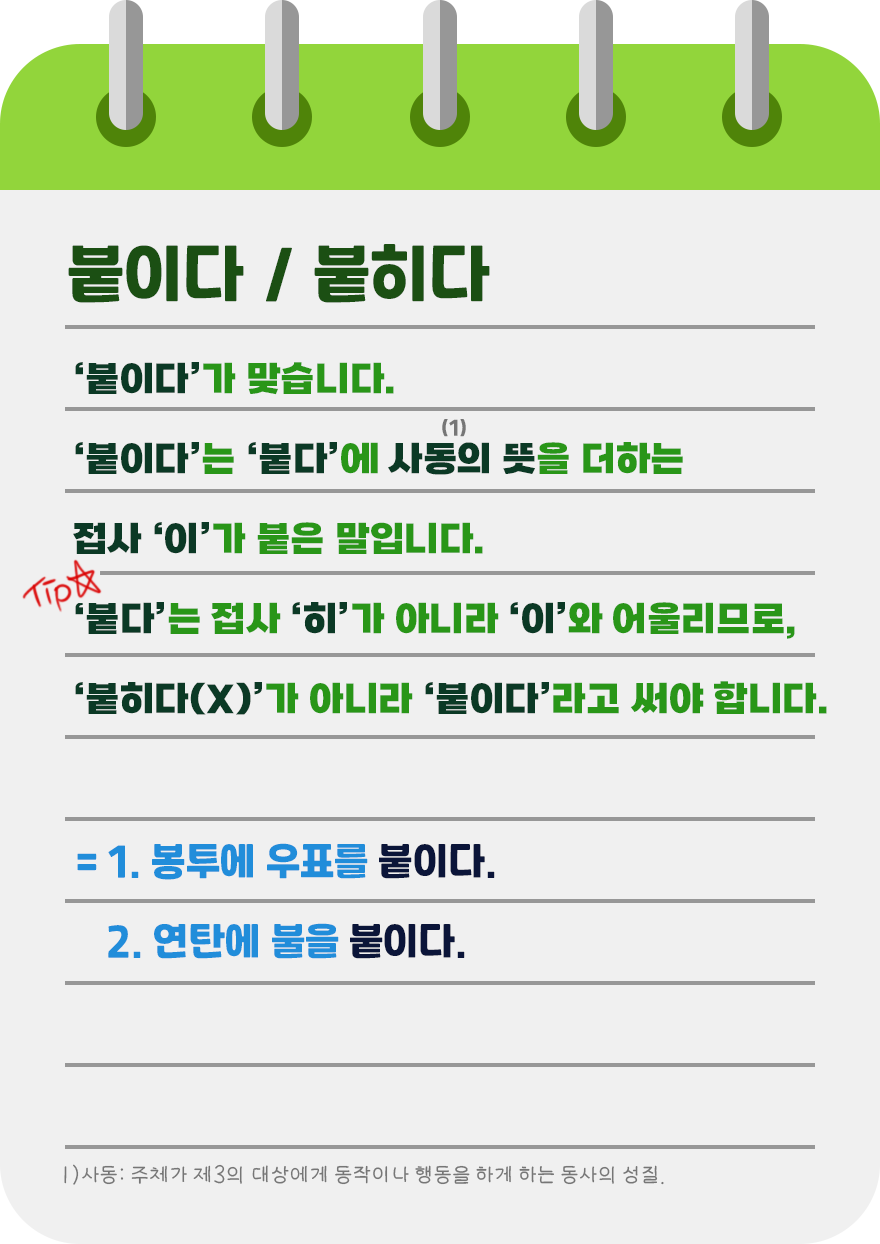 붙이다 / 붙히다
‘붙이다’가 맞습니다.
(1)
‘붙이다’는 ‘붙다’에 사동의 뜻을 더하는
접사 ‘이’가 붙은 말입니다.
Tip☆
‘붙다’는 접사 ‘히’가 아니라 ‘이’와 어울리므로,
‘붙히다(X)’가 아니라 ‘붙이다’라고 써야 합니다.
= 1. 봉투에 우표를 붙이다.
2. 연탄에 불을 붙이다.
1)사동: 주체가 제3의 대상에게 동작이나 행동을 하게 하는 동사의 성질.